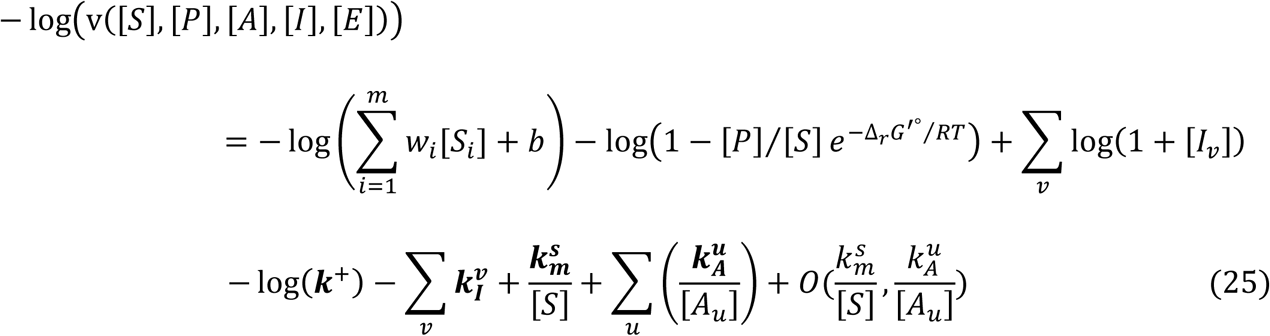 − log(v([S], [P], [A], [I], [E]))
= − log(∑_{i=1}^{m} w_i[S_i] + b) − log(1 − [P]/[S] e^{−Δ_rG′°/RT}) + ∑_v log(1 + [I_v])
− log(k⁺) − ∑_v k_I^v + k_m^s/[S] + ∑_u (k_A^u/[A_u]) + O(k_m^s/[S], k_A^u/[A_u]) (25)